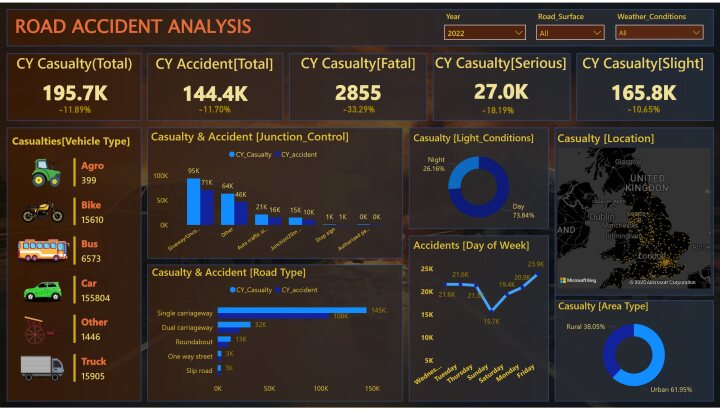 ROAD ACCIDENT ANALYSIS
Year
2022
Road_Surface
All
Weather_Conditions
All
CY Casualty(Total)
195.7K
-11.89%
CY Accident[Total]
144.4K
-11.70%
CY Casualty[Fatal]
2855
-33.29%
CY Casualty[Serious]
27.0K
-18.19%
CY Casualty[Slight]
165.8K
-10.65%
Casualties[Vehicle Type]
Agro
399
Bike
15610
Bus
6573
Car
155804
Other
1446
Truck
15905
Casualty & Accident [Junction_Control]
CY_Casualty CY_accident
100K
50K
0K
95K
71K
64K
46K
21K
16K
15K
10K
1K 1K
0K 0K
Giveway/Unco...
Other
Auto traffic si...
Stop sign
Authorised pe...
Casualty & Accident [Road Type]
CY_Casualty CY_accident
Single carriageway
145K
108K
Dual carriageway
32K
Roundabout
13K
One way street
3K
Slip road
3K
0K 50K 100K 150K
Casualty [Light_Conditions]
Night
26.16%
Day
73.84%
Accidents [Day of Week]
25K
20K
15K
10K
5K
21.6K
21.6K
15.7K
19.4K
20.9K
23.9K
Wednes...
Tuesday
Thursday
Sunday
Saturday
Monday
Friday
Casualty [Location]
Glasgow
UNITED
KINGDOM
Dublin
Manchester
Birmingham
AND
London
Rotter
Microsoft Bing
© 2025 Microsoft Corporation
Casualty [Area Type]
Rural 38.05%
Urban 61.95%